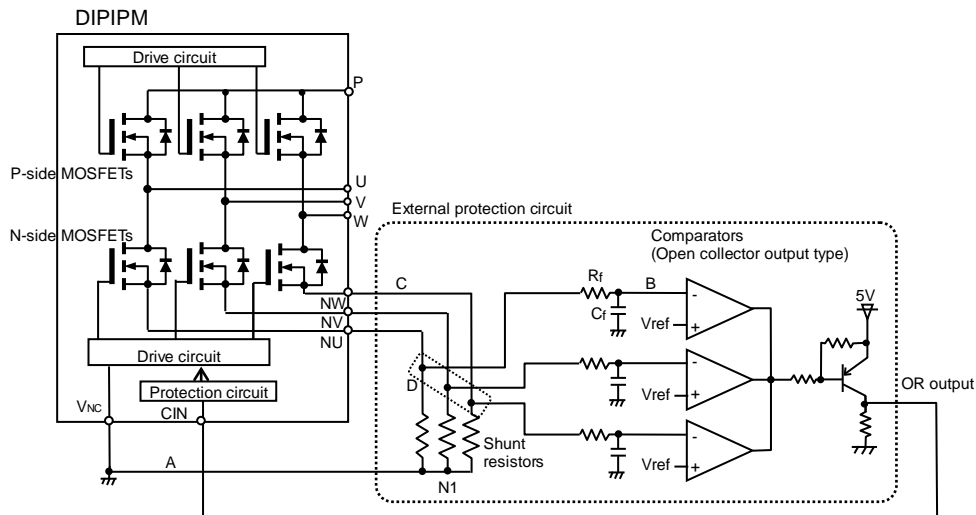 DIPIPM
Drive circuit
P
P-side MOSFETs
U
V
W
External protection circuit
N-side MOSFETs
Comparators
(Open collector output type)
C
Rf
B
-
5V
Cf
NW
Vref
+
NV
NU
Drive circuit
-
D
Vref
+
OR output
Protection circuit
VNC
CIN
-
Shunt
resistors
Vref
+
A
N1